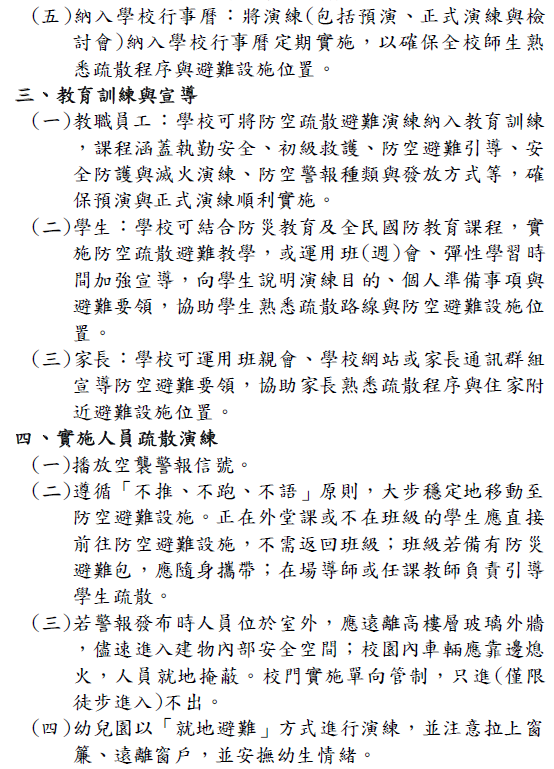 (五)納入學校行事曆：將演練(包括預演、正式演練與檢
討會)納入學校行事曆定期實施，以確保全校師生熟
悉疏散程序與避難設施位置。
三、教育訓練與宣導
(一)教職員工：學校可將防空疏散避難演練納入教育訓練
，課程涵蓋執勤安全、初級救護、防空避難引導、安
全防護與滅火演練、防空警報種類與發放方式等，確
保預演與正式演練順利實施。
(二)學生：學校可結合防災教育及全民國防教育課程，實
施防空疏散避難教學，或運用班(週)會、彈性學習時
間加強宣導，向學生說明演練目的、個人準備事項與
避難要領，協助學生熟悉疏散路線與防空避難設施位
置。
(三)家長：學校可運用班親會、學校網站或家長通訊群組
宣導防空避難要領，協助家長熟悉疏散程序與住家附
近避難設施位置。
四、實施人員疏散演練
(一)播放空襲警報信號。
(二)遵循「不推、不跑、不語」原則，大步穩定地移動至
防空避難設施。正在外堂課或不在班級的學生應直接
前往防空避難設施，不需返回班級；班級若備有防災
避難包，應隨身攜帶；在場導師或任課教師負責引導
學生疏散。
(三)若警報發布時人員位於室外，應遠離高樓層玻璃外牆
，儘速進入建物內部安全空間；校園內車輛應靠邊熄
火，人員就地掩蔽。校門實施單向管制，只進(僅限
徒步進入)不出。
(四)幼兒園以「就地避難」方式進行演練，並注意拉上窗
簾、遠離窗戶，並安撫幼生情緒。